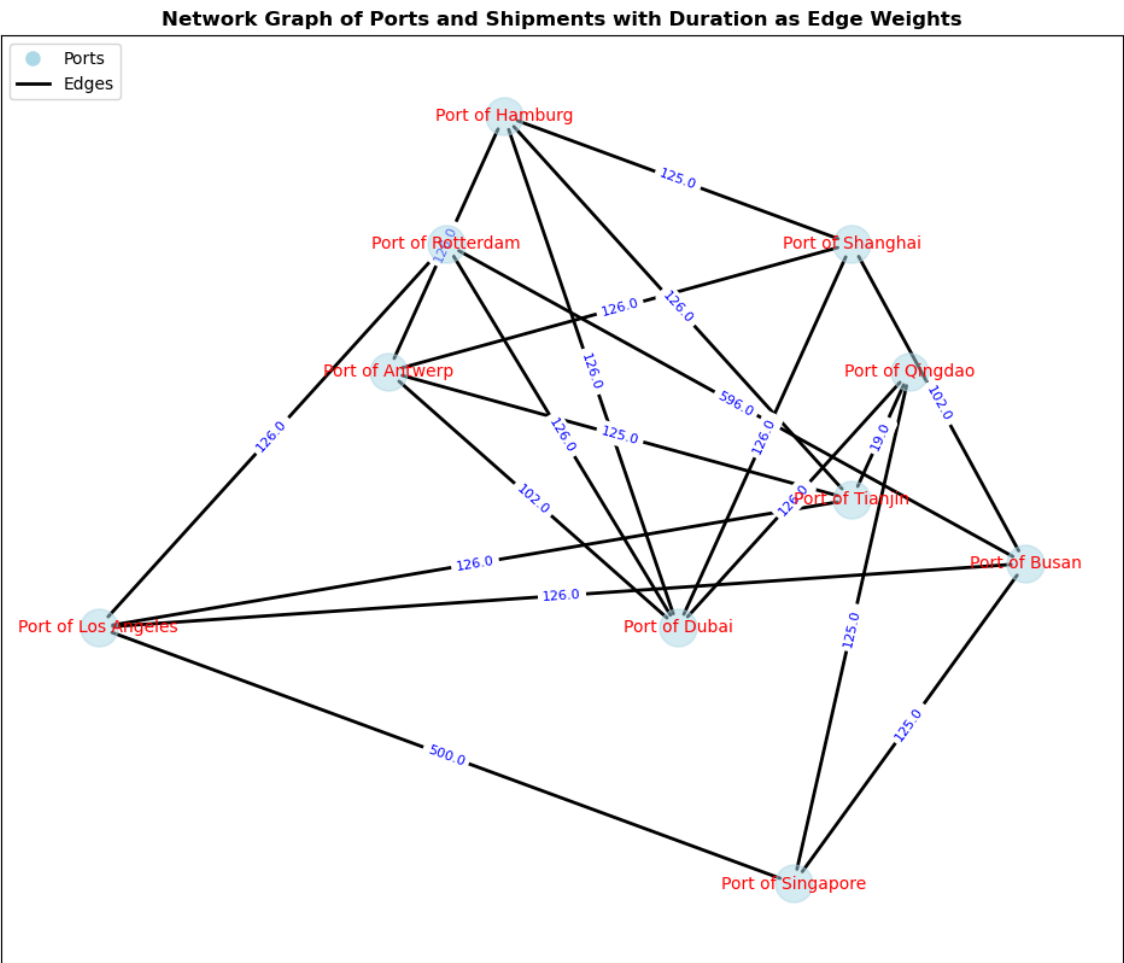 Network Graph of Ports and Shipments with Duration as Edge Weights
Ports
Edges
Port of Hamburg
125.0
Port of Rotterdam
Port of Shanghai
126.0
126.0
Port of Antwerp
126.0
Port of Qingdao
596.0
102.0
126.0
125.0
126.0
126.0
19.0
102.0
126.0
Port of Tianjin
126.0
Port of Busan
126.0
Port of Los Angeles
Port of Dubai
125.0
125.0
500.0
Port of Singapore